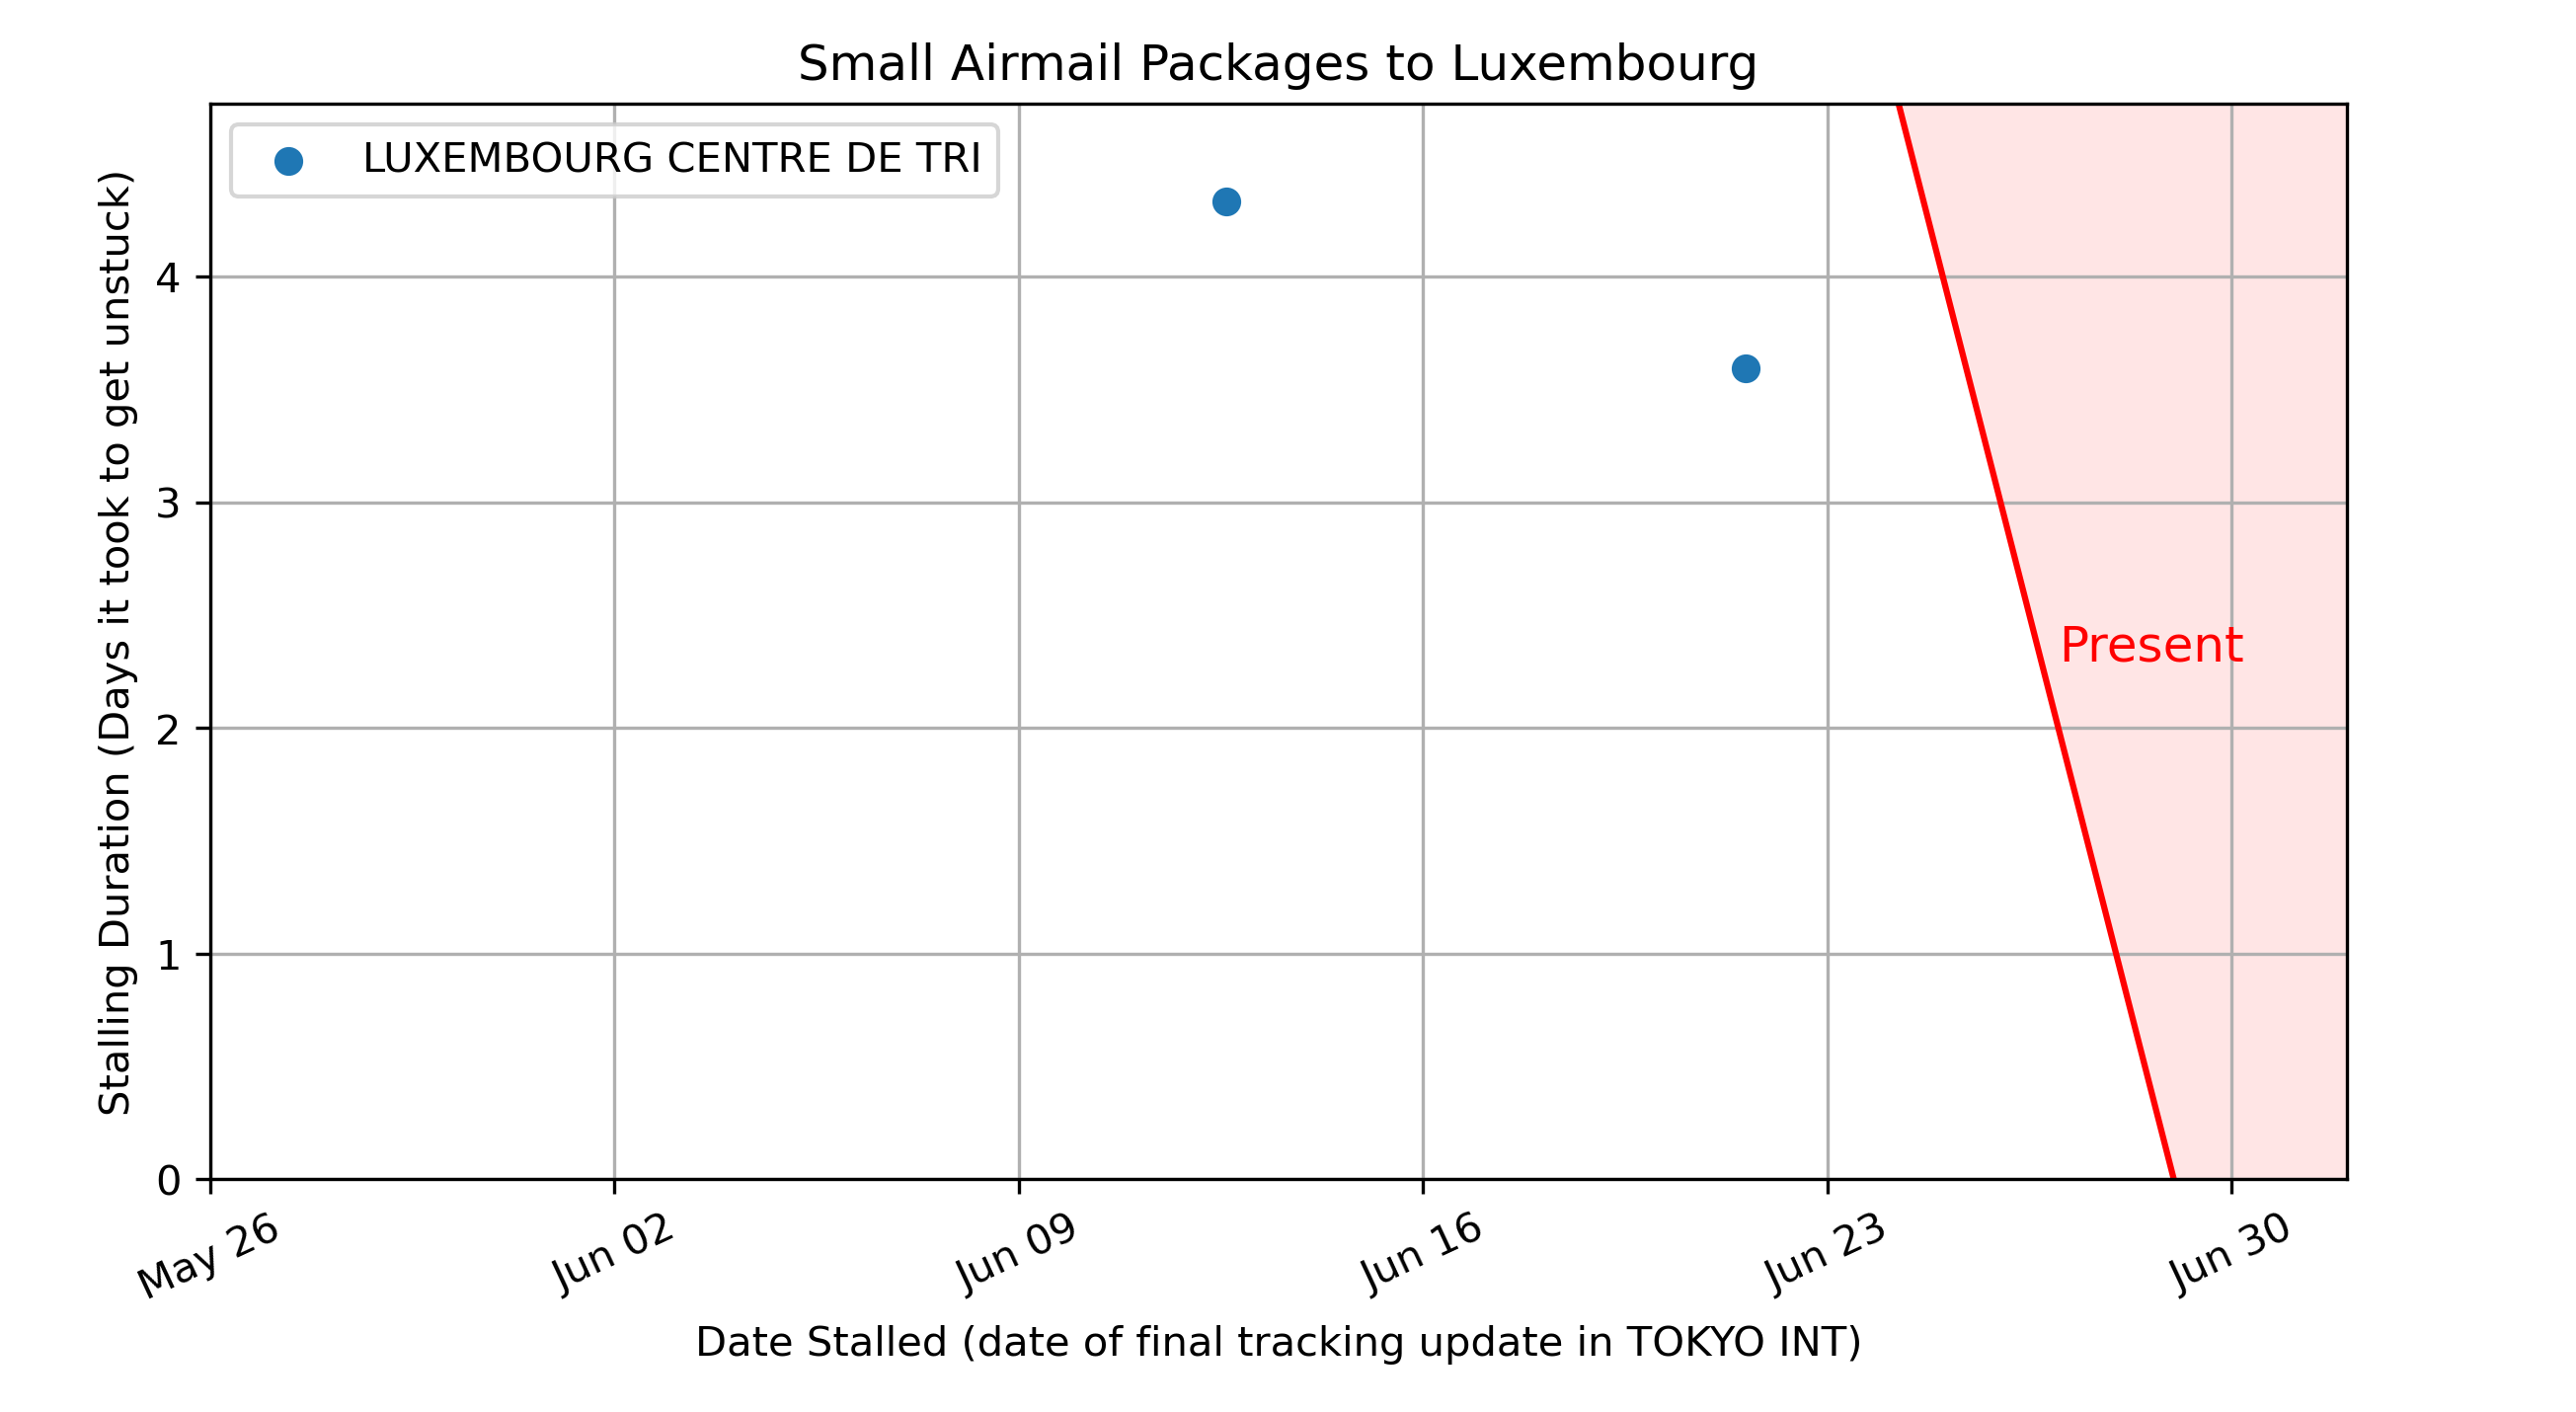 Small Airmail Packages to Luxembourg
LUXEMBOURG CENTRE DE TRI
Stalling Duration (Days it took to get unstuck)
4
3
2
1
0
Present
May 26
Jun 02
Jun 09
Jun 16
Jun 23
Jun 30
Date Stalled (date of final tracking update in TOKYO INT)